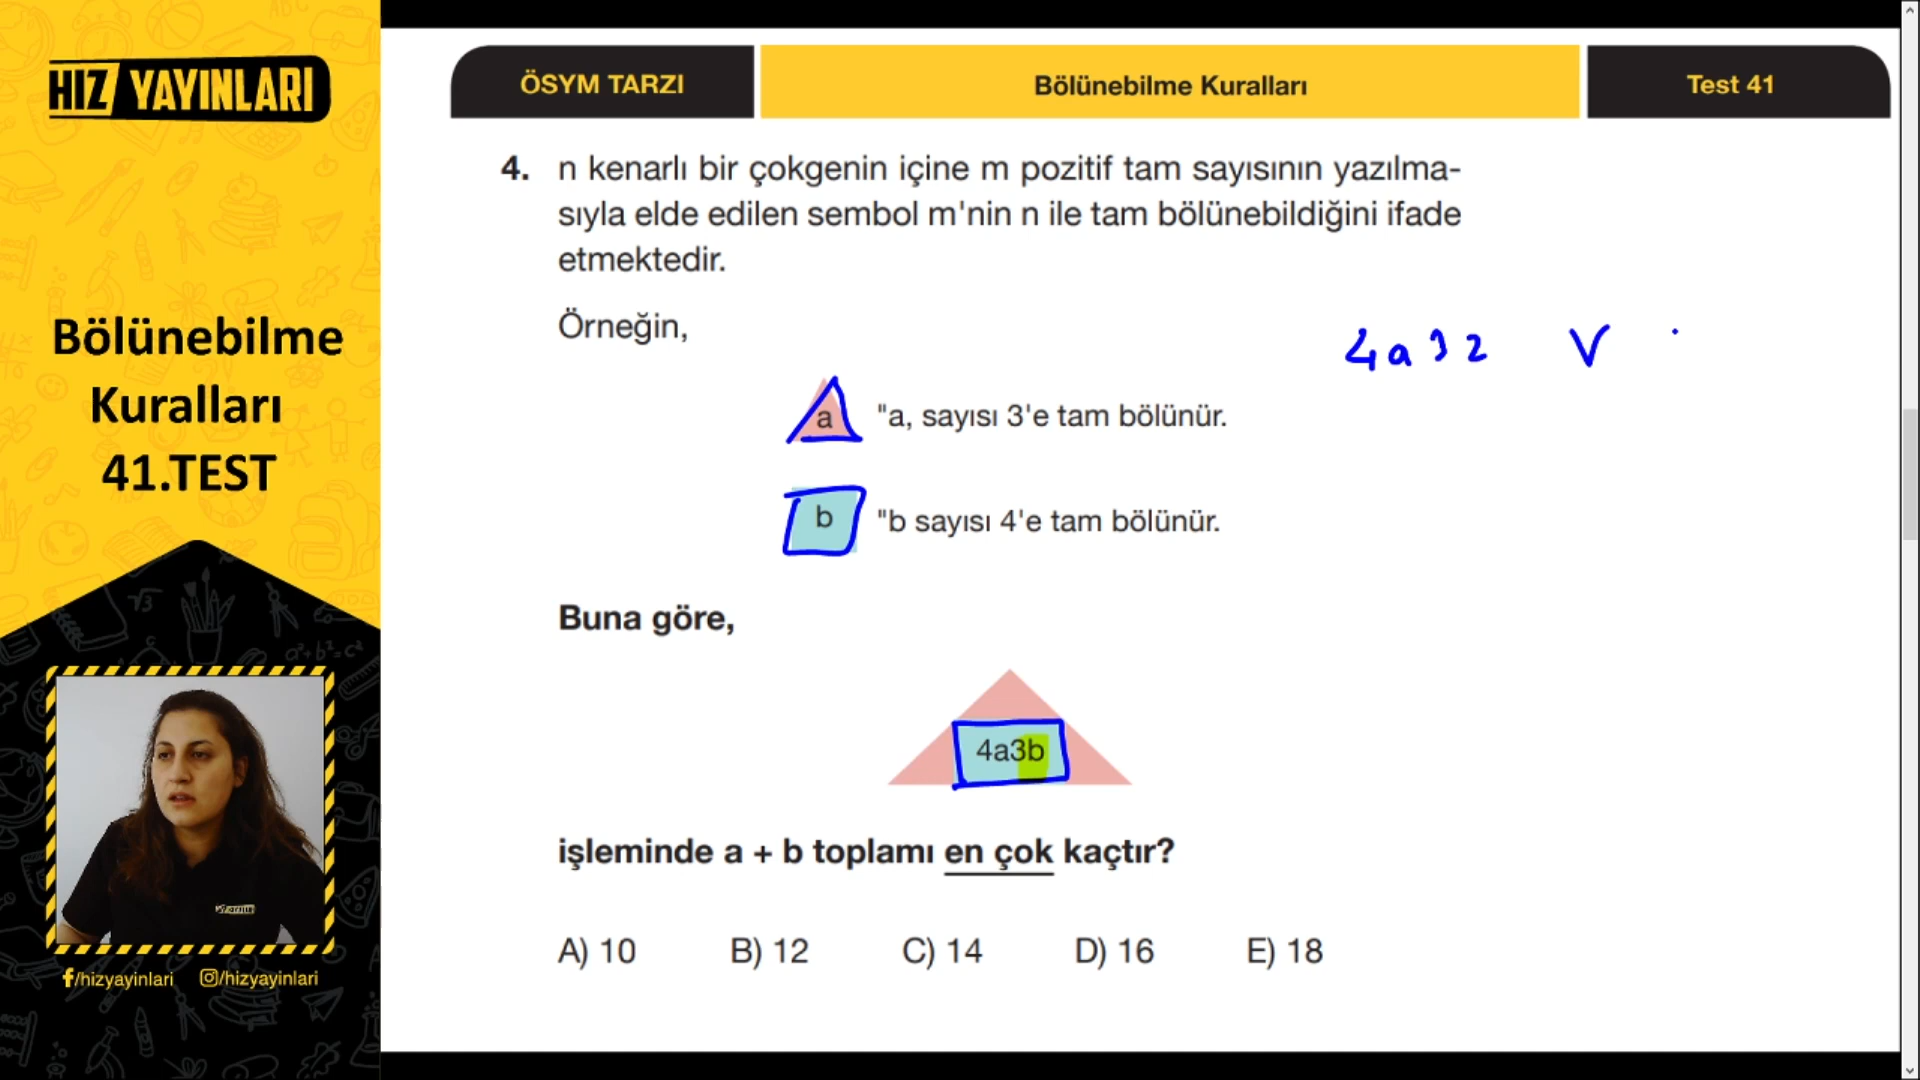 HIZ YAYINLARI
Bölünebilme
Kuralları
41.TEST
/hizyayinlari /hizyayinlari
ÖSYM TARZI
Bölünebilme Kuralları
Test 41
4. n kenarlı bir çokgenin içine m pozitif tam sayısının yazılma-
sıyla elde edilen sembol m'nin n ile tam bölünebildiğini ifade
etmektedir.
Örneğin,
4a32 V
a "a, sayısı 3'e tam bölünür.
b "b sayısı 4'e tam bölünür.
Buna göre,
4a3b
işleminde a + b toplamı en çok kaçtır?
A) 10 B) 12 C) 14 D) 16 E) 18